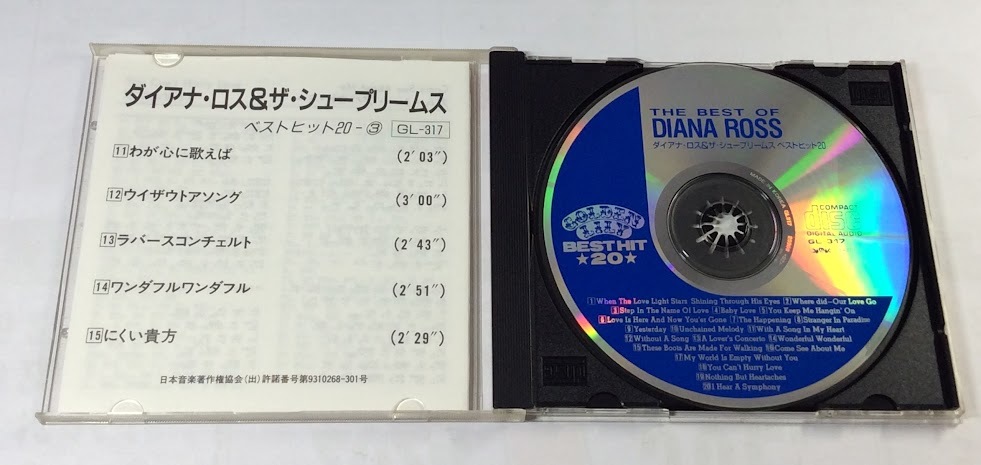 ダイアナ・ロス&ザ・シュープリームス
ベストヒット20-③ GL-317
11 わが心に歌えば (2′03″)
12 ウイザウトアソング (3′00″)
13 ラバースコンチェルト (2′43″)
14 ワンダフルワンダフル (2′51″)
15 にくい貴方 (2′29″)
日本音楽著作権協会(出)許諾番号第9310268-301号
THE BEST OF
DIANA ROSS
ダイアナ・ロス&ザ・シュープリームス ベストヒット20
MADE IN KOREA GL317
COMPACT
disc
DIGITAL AUDIO
GL 317
BEST HIT
★20★
1 When The Love Light Stars Shining Through His Eyes 2 Where did-Our Love Go
3 Step In The Name Of Love 4 Baby Love 5 You Keep Me Hangin' On
6 Love Is Here And Now You're Gone 7 The Happening 8 Stranger In Paradise
9 Yesterday 10 Unchained Melody 11 With A Song In My Heart
12 Without A Song 13 A Lover's Concerto 14 Wonderful Wonderful
15 These Boots Are Made For Walking 16 Come See About Me
17 My World Is Empty Without You
18 You Can't Hurry Love
19 Nothing But Heartaches
20 I Hear A Symphony